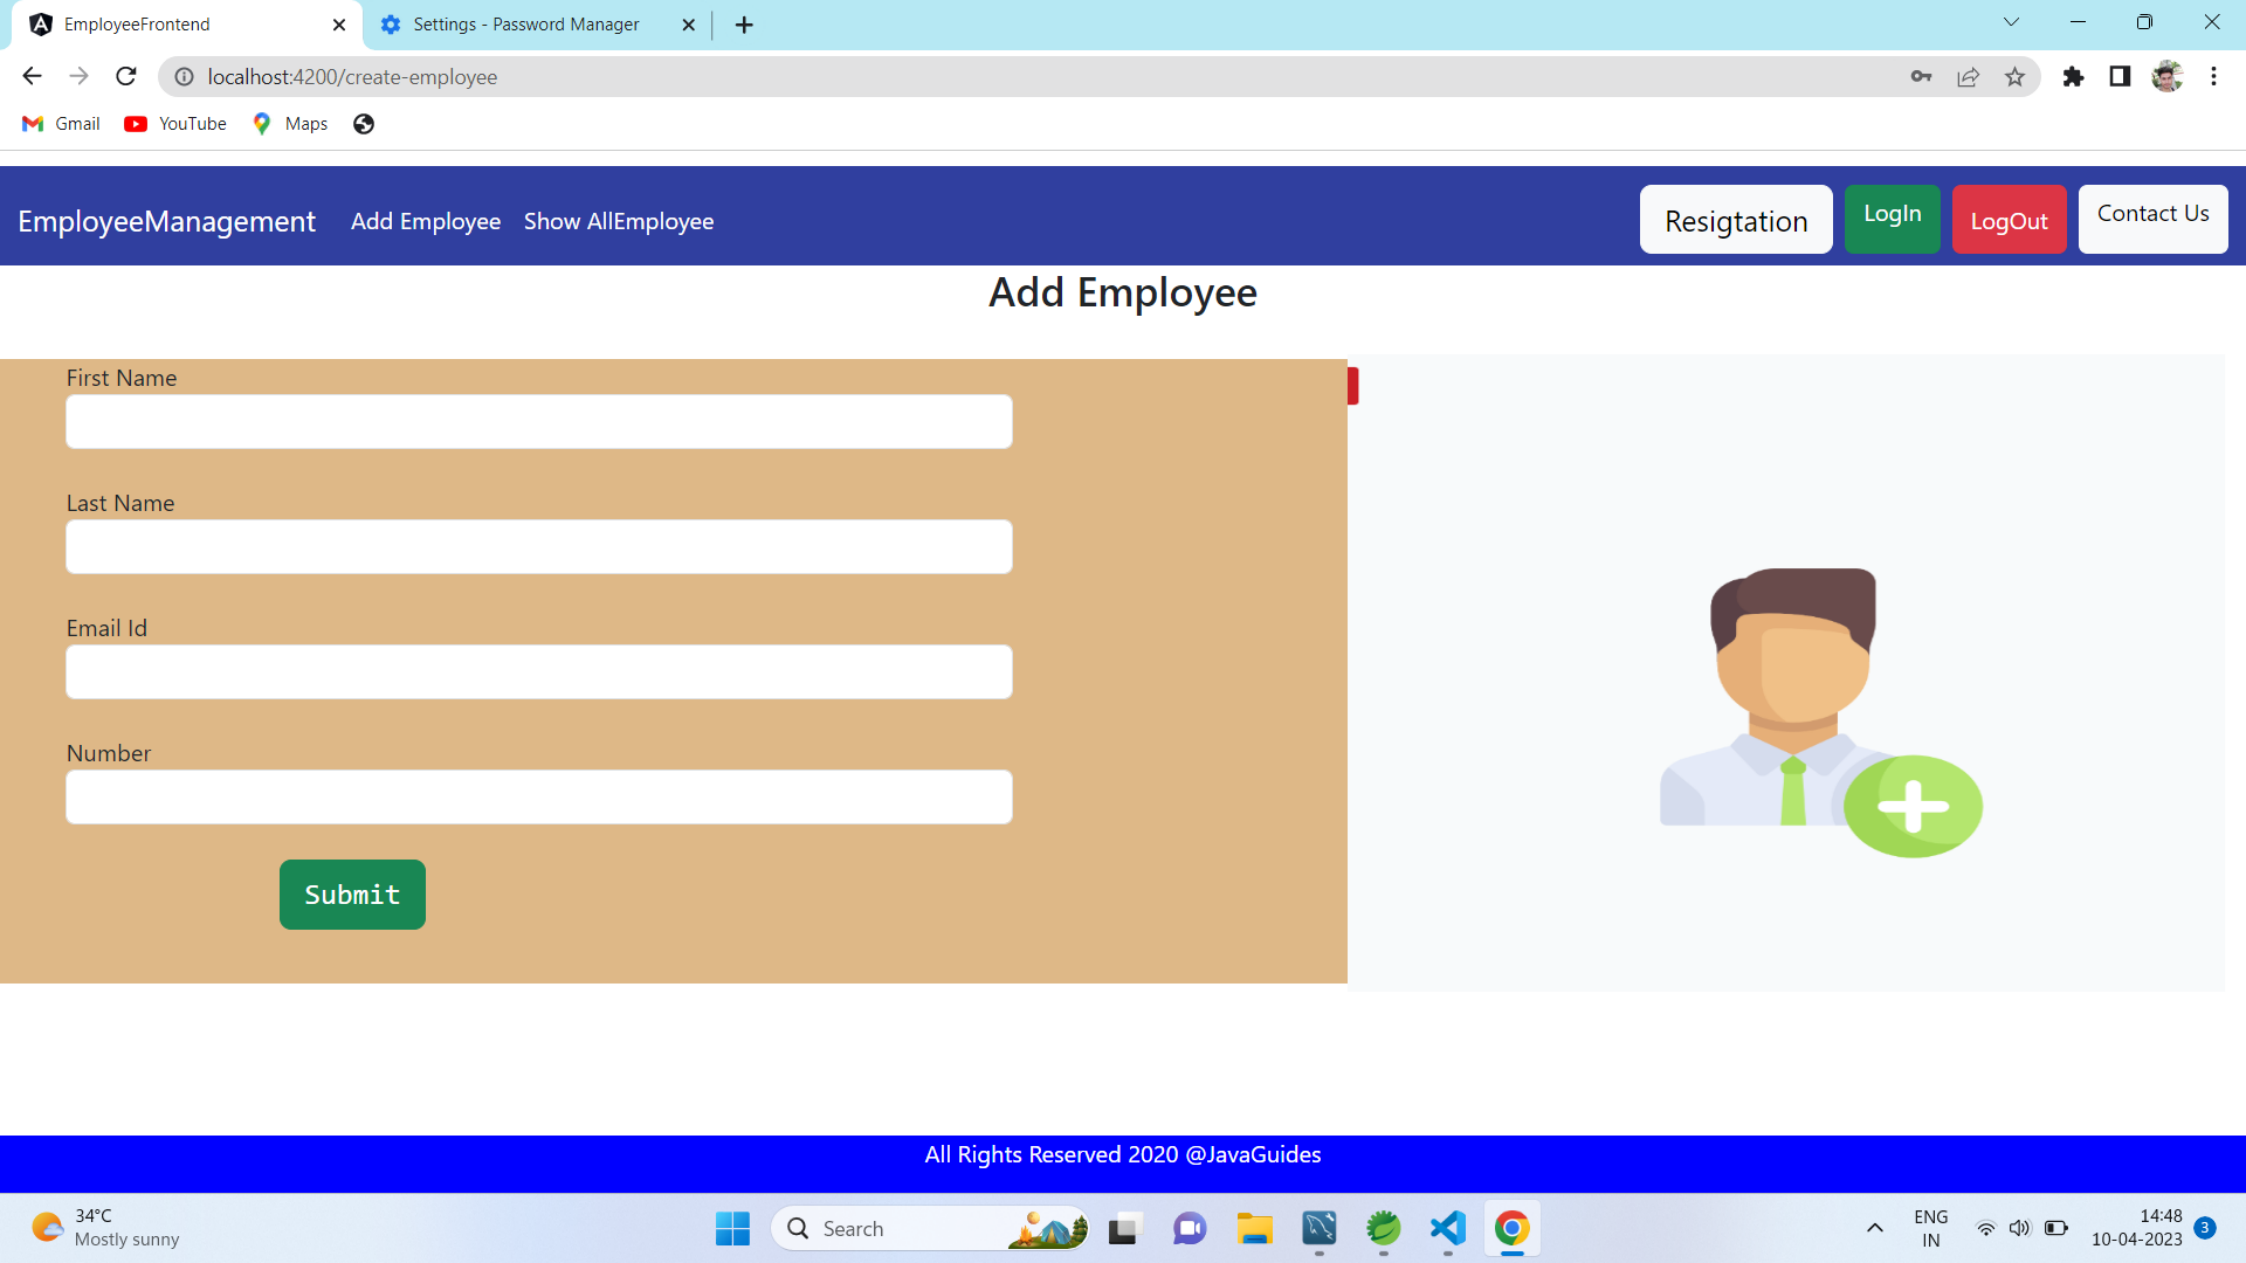 EmployeeFrontend
Settings - Password Manager
localhost:4200/create-employee
Gmail
YouTube
Maps
EmployeeManagement
Add Employee
Show AllEmployee
Resigtation
LogIn
LogOut
Contact Us
Add Employee
First Name
Last Name
Email Id
Number
Submit
All Rights Reserved 2020 @JavaGuides
34°C
Mostly sunny
Search
ENG
IN
14:48
10-04-2023
3